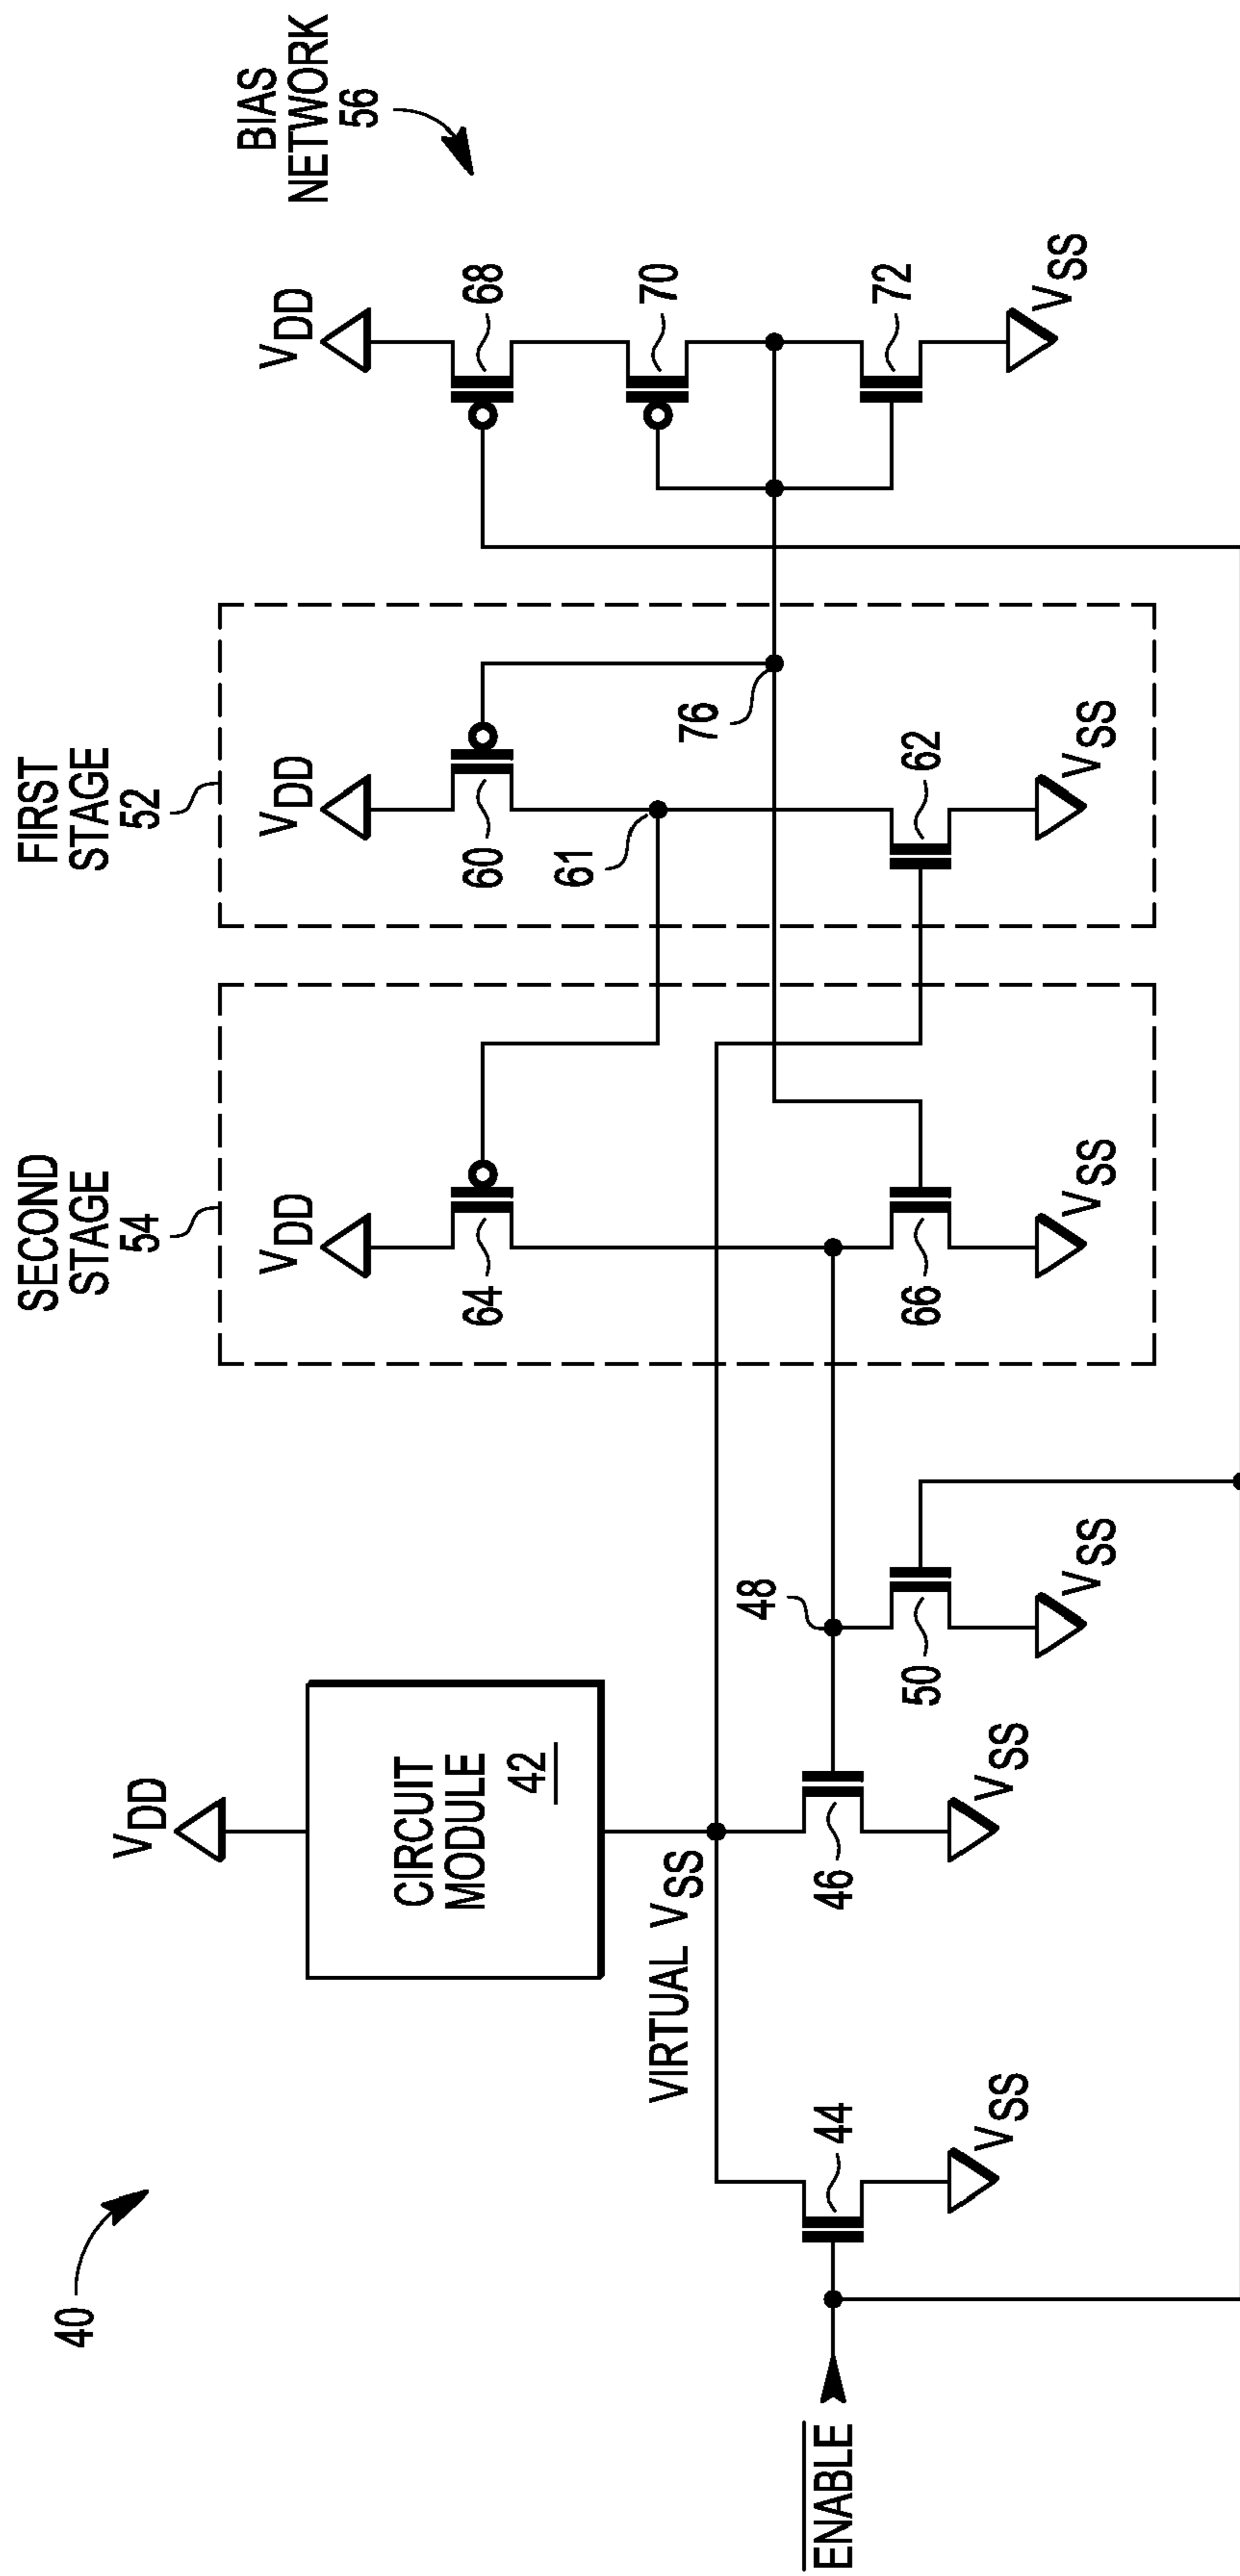 40
ENABLE
44
VSS
VIRTUAL VSS
VDD
CIRCUIT
MODULE
42
46
VSS
48
50
VSS
SECOND
STAGE
54
VDD
64
66
VSS
FIRST
STAGE
52
VDD
60
61
76
62
VSS
BIAS
NETWORK
56
VDD
68
70
72
VSS